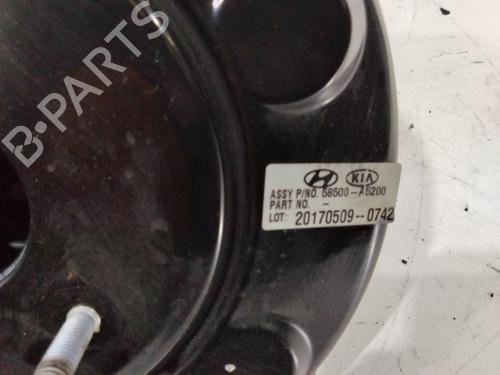 B-PARTS
KIA
ASSY P/NO. 58500-A5200
PART NO. -
LOT: 20170509--0742